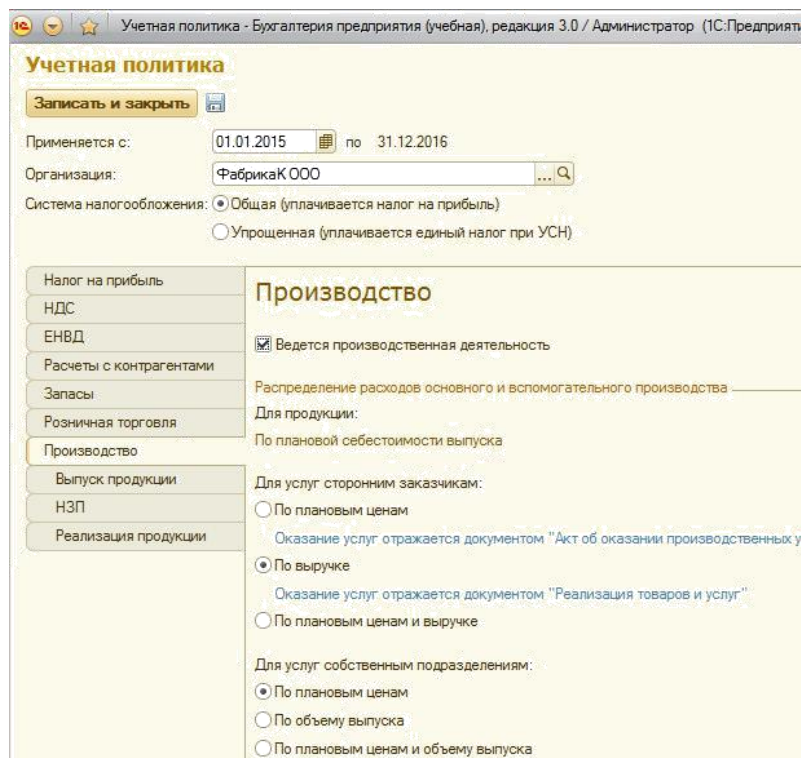 Учетная политика - Бухгалтерия предприятия (учебная), редакция 3.0 / Администратор (1С:Предприяти
Учетная политика
Записать и закрыть
Применяется с: 01.01.2015 по 31.12.2016
Организация: ФабрикаК ООО
Система налогообложения: Общая (уплачивается налог на прибыль)
Упрощенная (уплачивается единый налог при УСН)
Налог на прибыль
НДС
ЕНВД
Расчеты с контрагентами
Запасы
Розничная торговля
Производство
Выпуск продукции
НЗП
Реализация продукции
Производство
Ведется производственная деятельность
Распределение расходов основного и вспомогательного производства
Для продукции:
По плановой себестоимости выпуска
Для услуг сторонним заказчикам:
По плановым ценам
Оказание услуг отражается документом "Акт об оказании производственных у
По выручке
Оказание услуг отражается документом "Реализация товаров и услуг"
По плановым ценам и выручке
Для услуг собственным подразделениям:
По плановым ценам
По объему выпуска
По плановым ценам и объему выпуска